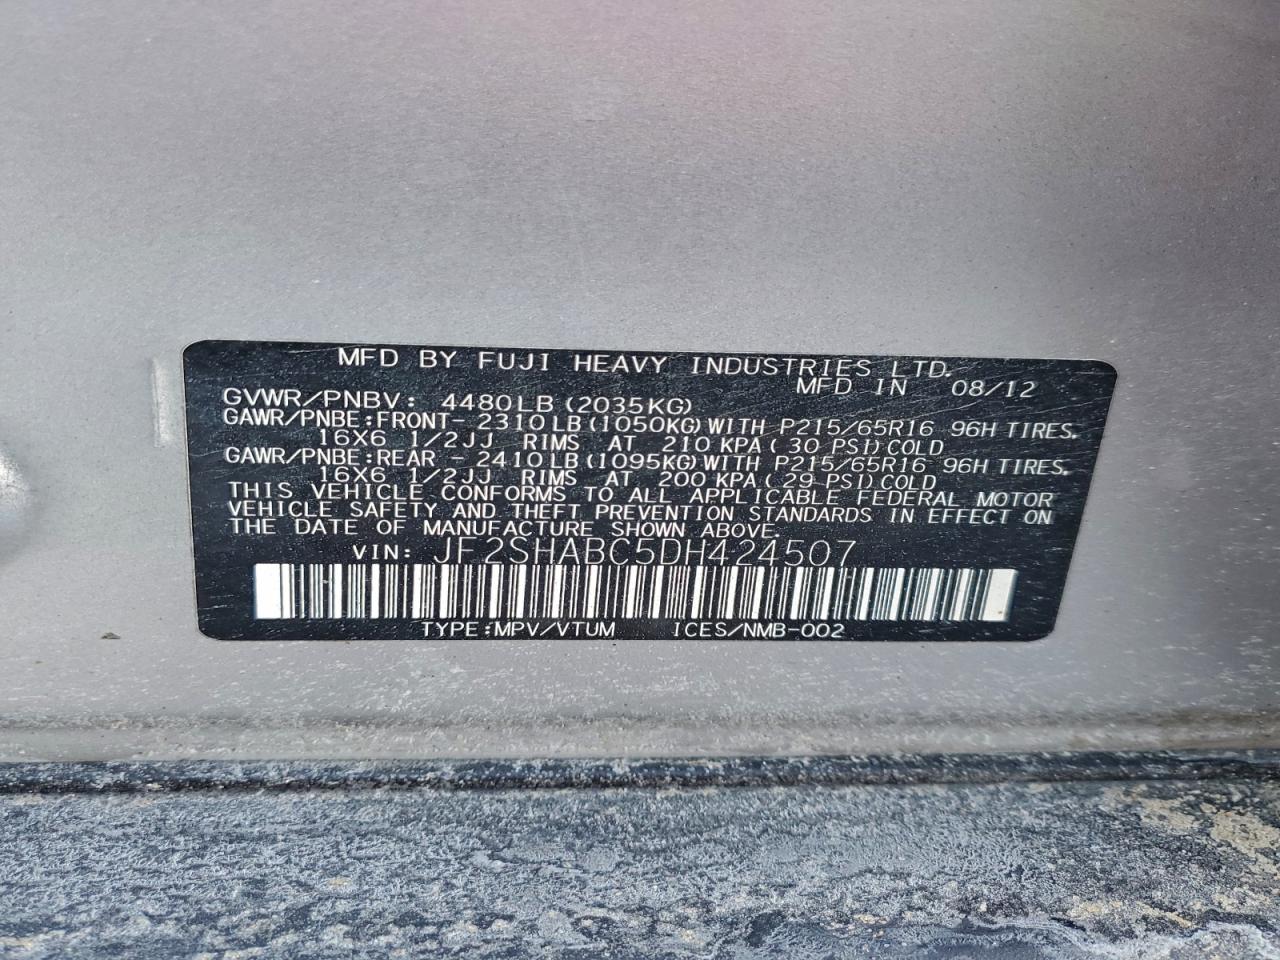 MFD BY FUJI HEAVY INDUSTRIES LTD.
MFD IN 08/12
GVWR/PNBV: 4480LB (2035KG)
GAWR/PNBE:FRONT- 2310LB(1050KG)WITH P215/65R16 96H TIRES.
16X6 1/2JJ RIMS AT 210 KPA(30 PSI)COLD
GAWR/PNBE:REAR - 2410LB(1095KG)WITH P215/65R16 96H TIRES.
16X6 1/2JJ RIMS AT 200 KPA(29 PSI)COLD
THIS VEHICLE CONFORMS TO ALL APPLICABLE FEDERAL MOTOR
VEHICLE SAFETY AND THEFT PREVENTION STANDARDS IN EFFECT ON
THE DATE OF MANUFACTURE SHOWN ABOVE.
VIN: JF2SHABC5DH424507
TYPE:MPV/VTUM ICES/NMB-002